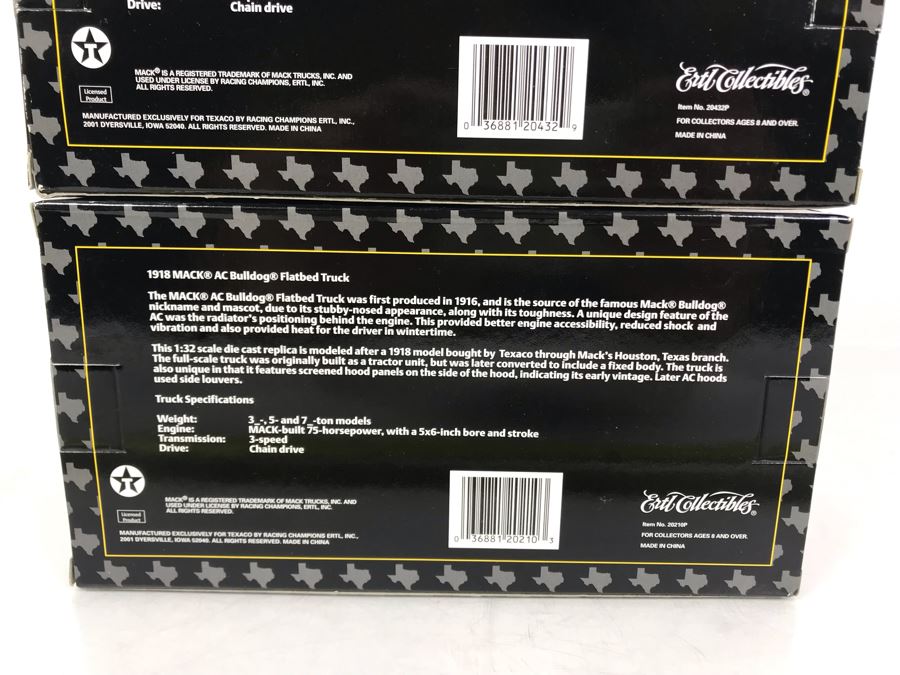 Drive: Chain drive
T
MACK® IS A REGISTERED TRADEMARK OF MACK TRUCKS, INC. AND
USED UNDER LICENSE BY RACING CHAMPIONS, ERTL, INC.
ALL RIGHTS RESERVED.
Licensed
Product
MANUFACTURED EXCLUSIVELY FOR TEXACO BY RACING CHAMPIONS ERTL, INC.,
2001 DYERSVILLE, IOWA 52040. ALL RIGHTS RESERVED. MADE IN CHINA
0 36881 20432 9
Ertl Collectibles®
Item No. 20432P
FOR COLLECTORS AGES 8 AND OVER.
MADE IN CHINA
1918 MACK® AC Bulldog® Flatbed Truck
The MACK® AC Bulldog® Flatbed Truck was first produced in 1916, and is the source of the famous Mack® Bulldog®
nickname and mascot, due to its stubby-nosed appearance, along with its toughness. A unique design feature of the
AC was the radiator's positioning behind the engine. This provided better engine accessibility, reduced shock and
vibration and also provided heat for the driver in wintertime.
This 1:32 scale die cast replica is modeled after a 1918 model bought by Texaco through Mack's Houston, Texas branch.
The full-scale truck was originally built as a tractor unit, but was later converted to include a fixed body. The truck is
also unique in that it features screened hood panels on the side of the hood, indicating its early vintage. Later AC hoods
used side louvers.
Truck Specifications
Weight: 3_-, 5- and 7_-ton models
Engine: MACK-built 75-horsepower, with a 5x6-inch bore and stroke
Transmission: 3-speed
Drive: Chain drive
T
MACK® IS A REGISTERED TRADEMARK OF MACK TRUCKS, INC. AND
USED UNDER LICENSE BY RACING CHAMPIONS, ERTL, INC.
ALL RIGHTS RESERVED.
Licensed
Product
MANUFACTURED EXCLUSIVELY FOR TEXACO BY RACING CHAMPIONS ERTL, INC.,
2001 DYERSVILLE, IOWA 52040. ALL RIGHTS RESERVED. MADE IN CHINA
0 36881 20210 3
Ertl Collectibles®
Item No. 20210P
FOR COLLECTORS AGES 8 AND OVER.
MADE IN CHINA